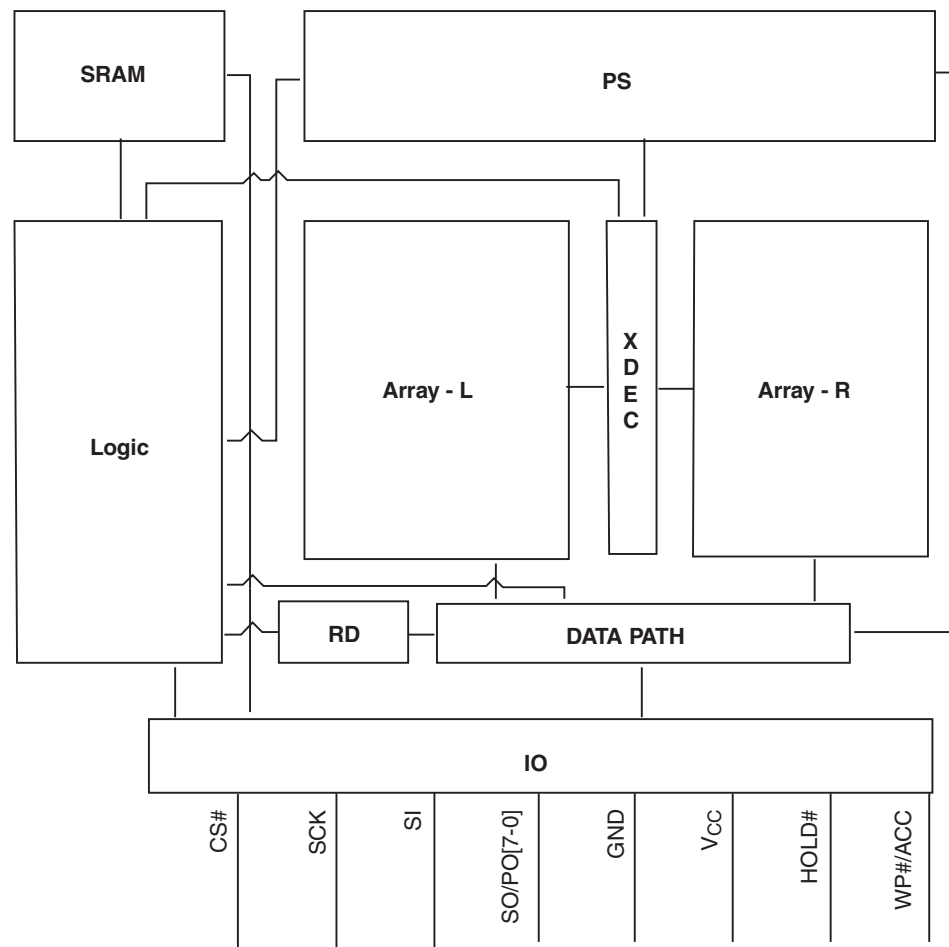 SRAM
PS
Logic
Array - L
X
D
E
C
Array - R
RD
DATA PATH
IO
CS#
SCK
SI
SO/PO[7-0]
GND
VCC
HOLD#
WP#/ACC